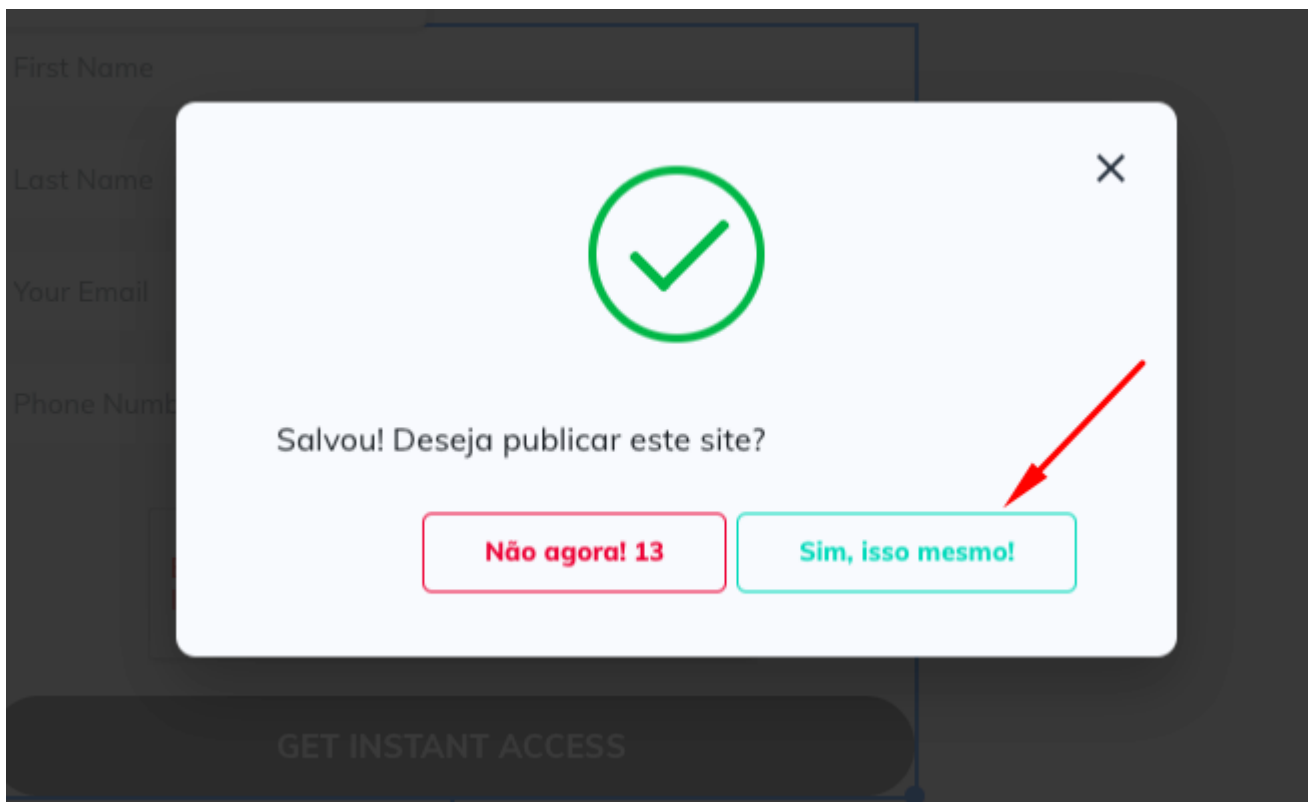 First Name
Last Name
Your Email
Phone Numb
Salvou! Deseja publicar este site?
Não agora! 13
Sim, isso mesmo!
GET INSTANT ACCESS